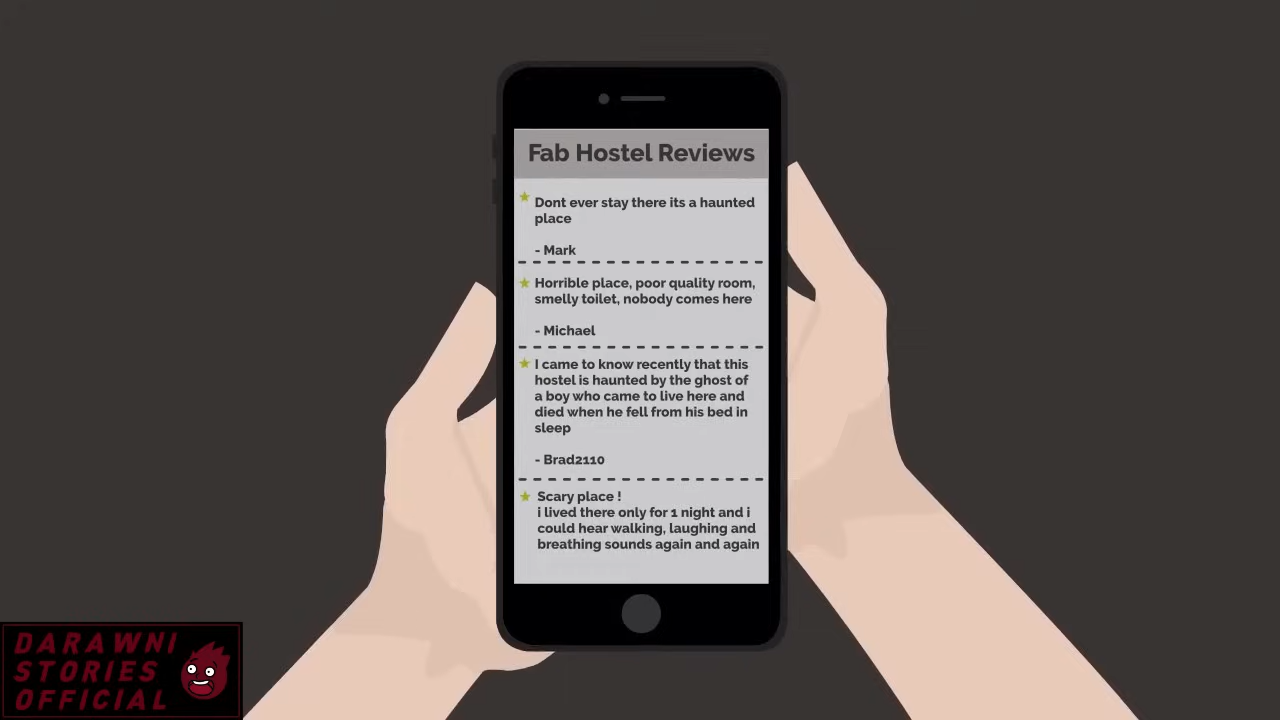 Fab Hostel Reviews
Dont ever stay there its a haunted
place
- Mark
Horrible place, poor quality room,
smelly toilet, nobody comes here
- Michael
I came to know recently that this
hostel is haunted by the ghost of
a boy who came to live here and
died when he fell from his bed in
sleep
- Brad2110
Scary place !
i lived there only for 1 night and i
could hear walking, laughing and
breathing sounds again and again
DARAWNI
STORIES
OFFICIAL